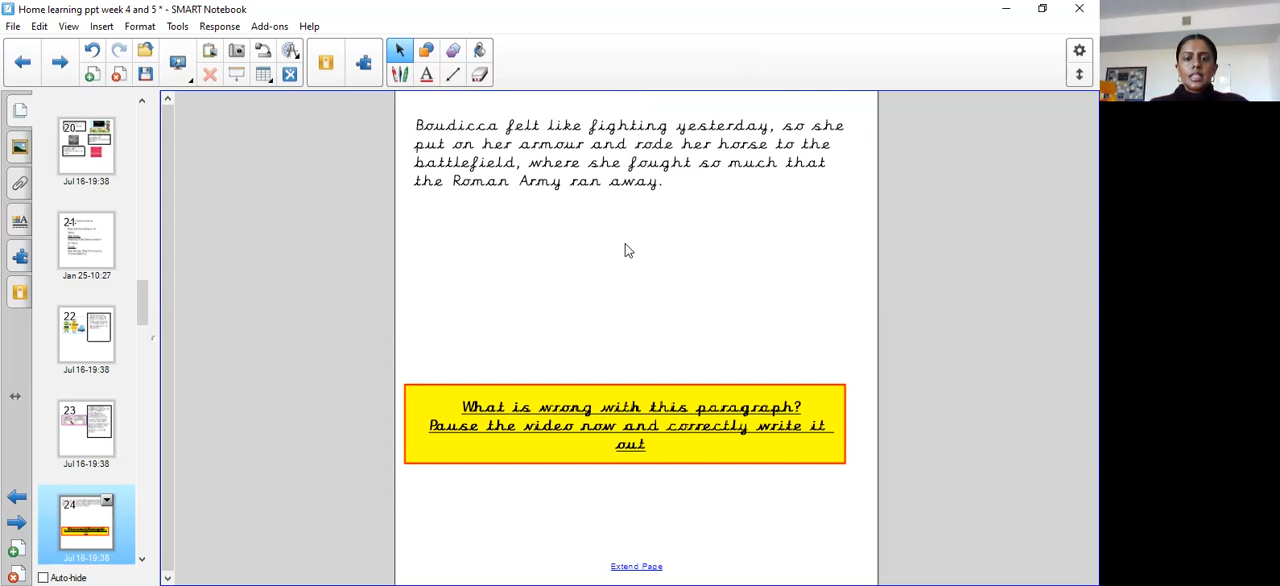 Home learning ppt week 4 and 5 * - SMART Notebook
File Edit View Insert Format Tools Response Add-ons Help
20
Jul 16-19:38
21
Jan 25-10:27
22
Jul 16-19:38
23
Jul 16-19:38
24
Jul 16-19:38
Auto-hide
Boudicca felt like fighting yesterday, so she
put on her armour and rode her horse to the
battlefield, where she fought so much that
the Roman Army ran away.
What is wrong with this paragraph?
Pause the video now and correctly write it
out
Extend Page